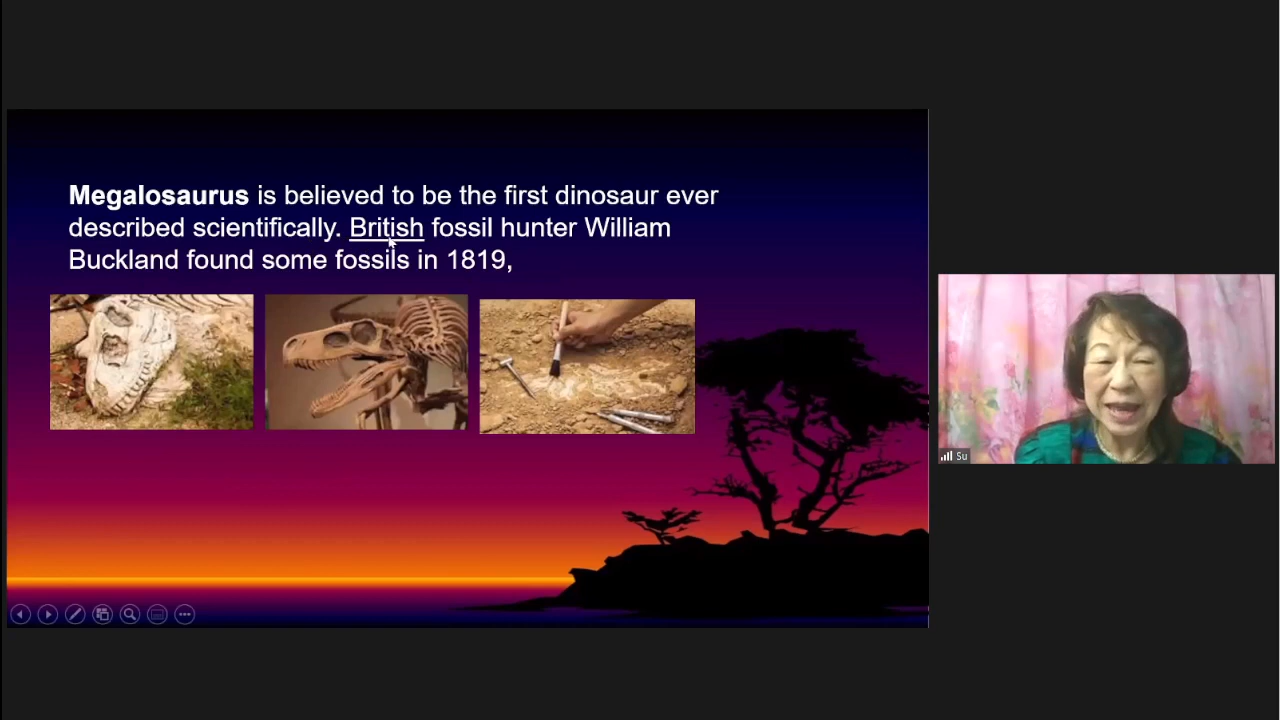 Megalosaurus is believed to be the first dinosaur ever
described scientifically. British fossil hunter William
Buckland found some fossils in 1819,
Su